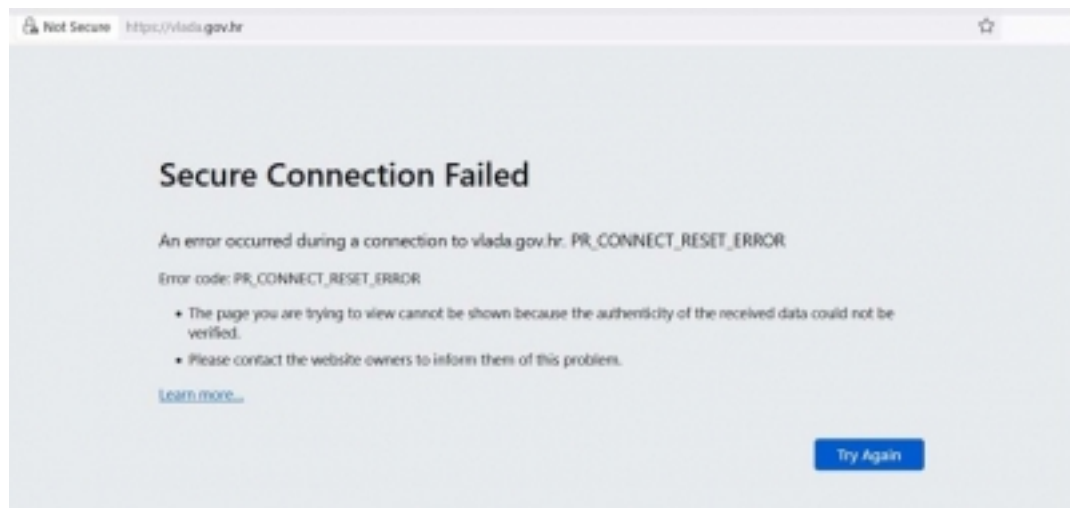 Not Secure https://vlada.gov.hr
Secure Connection Failed
An error occurred during a connection to vlada.gov.hr. PR_CONNECT_RESET_ERROR
Error code: PR_CONNECT_RESET_ERROR
• The page you are trying to view cannot be shown because the authenticity of the received data could not be
verified.
• Please contact the website owners to inform them of this problem.
Learn more...
Try Again